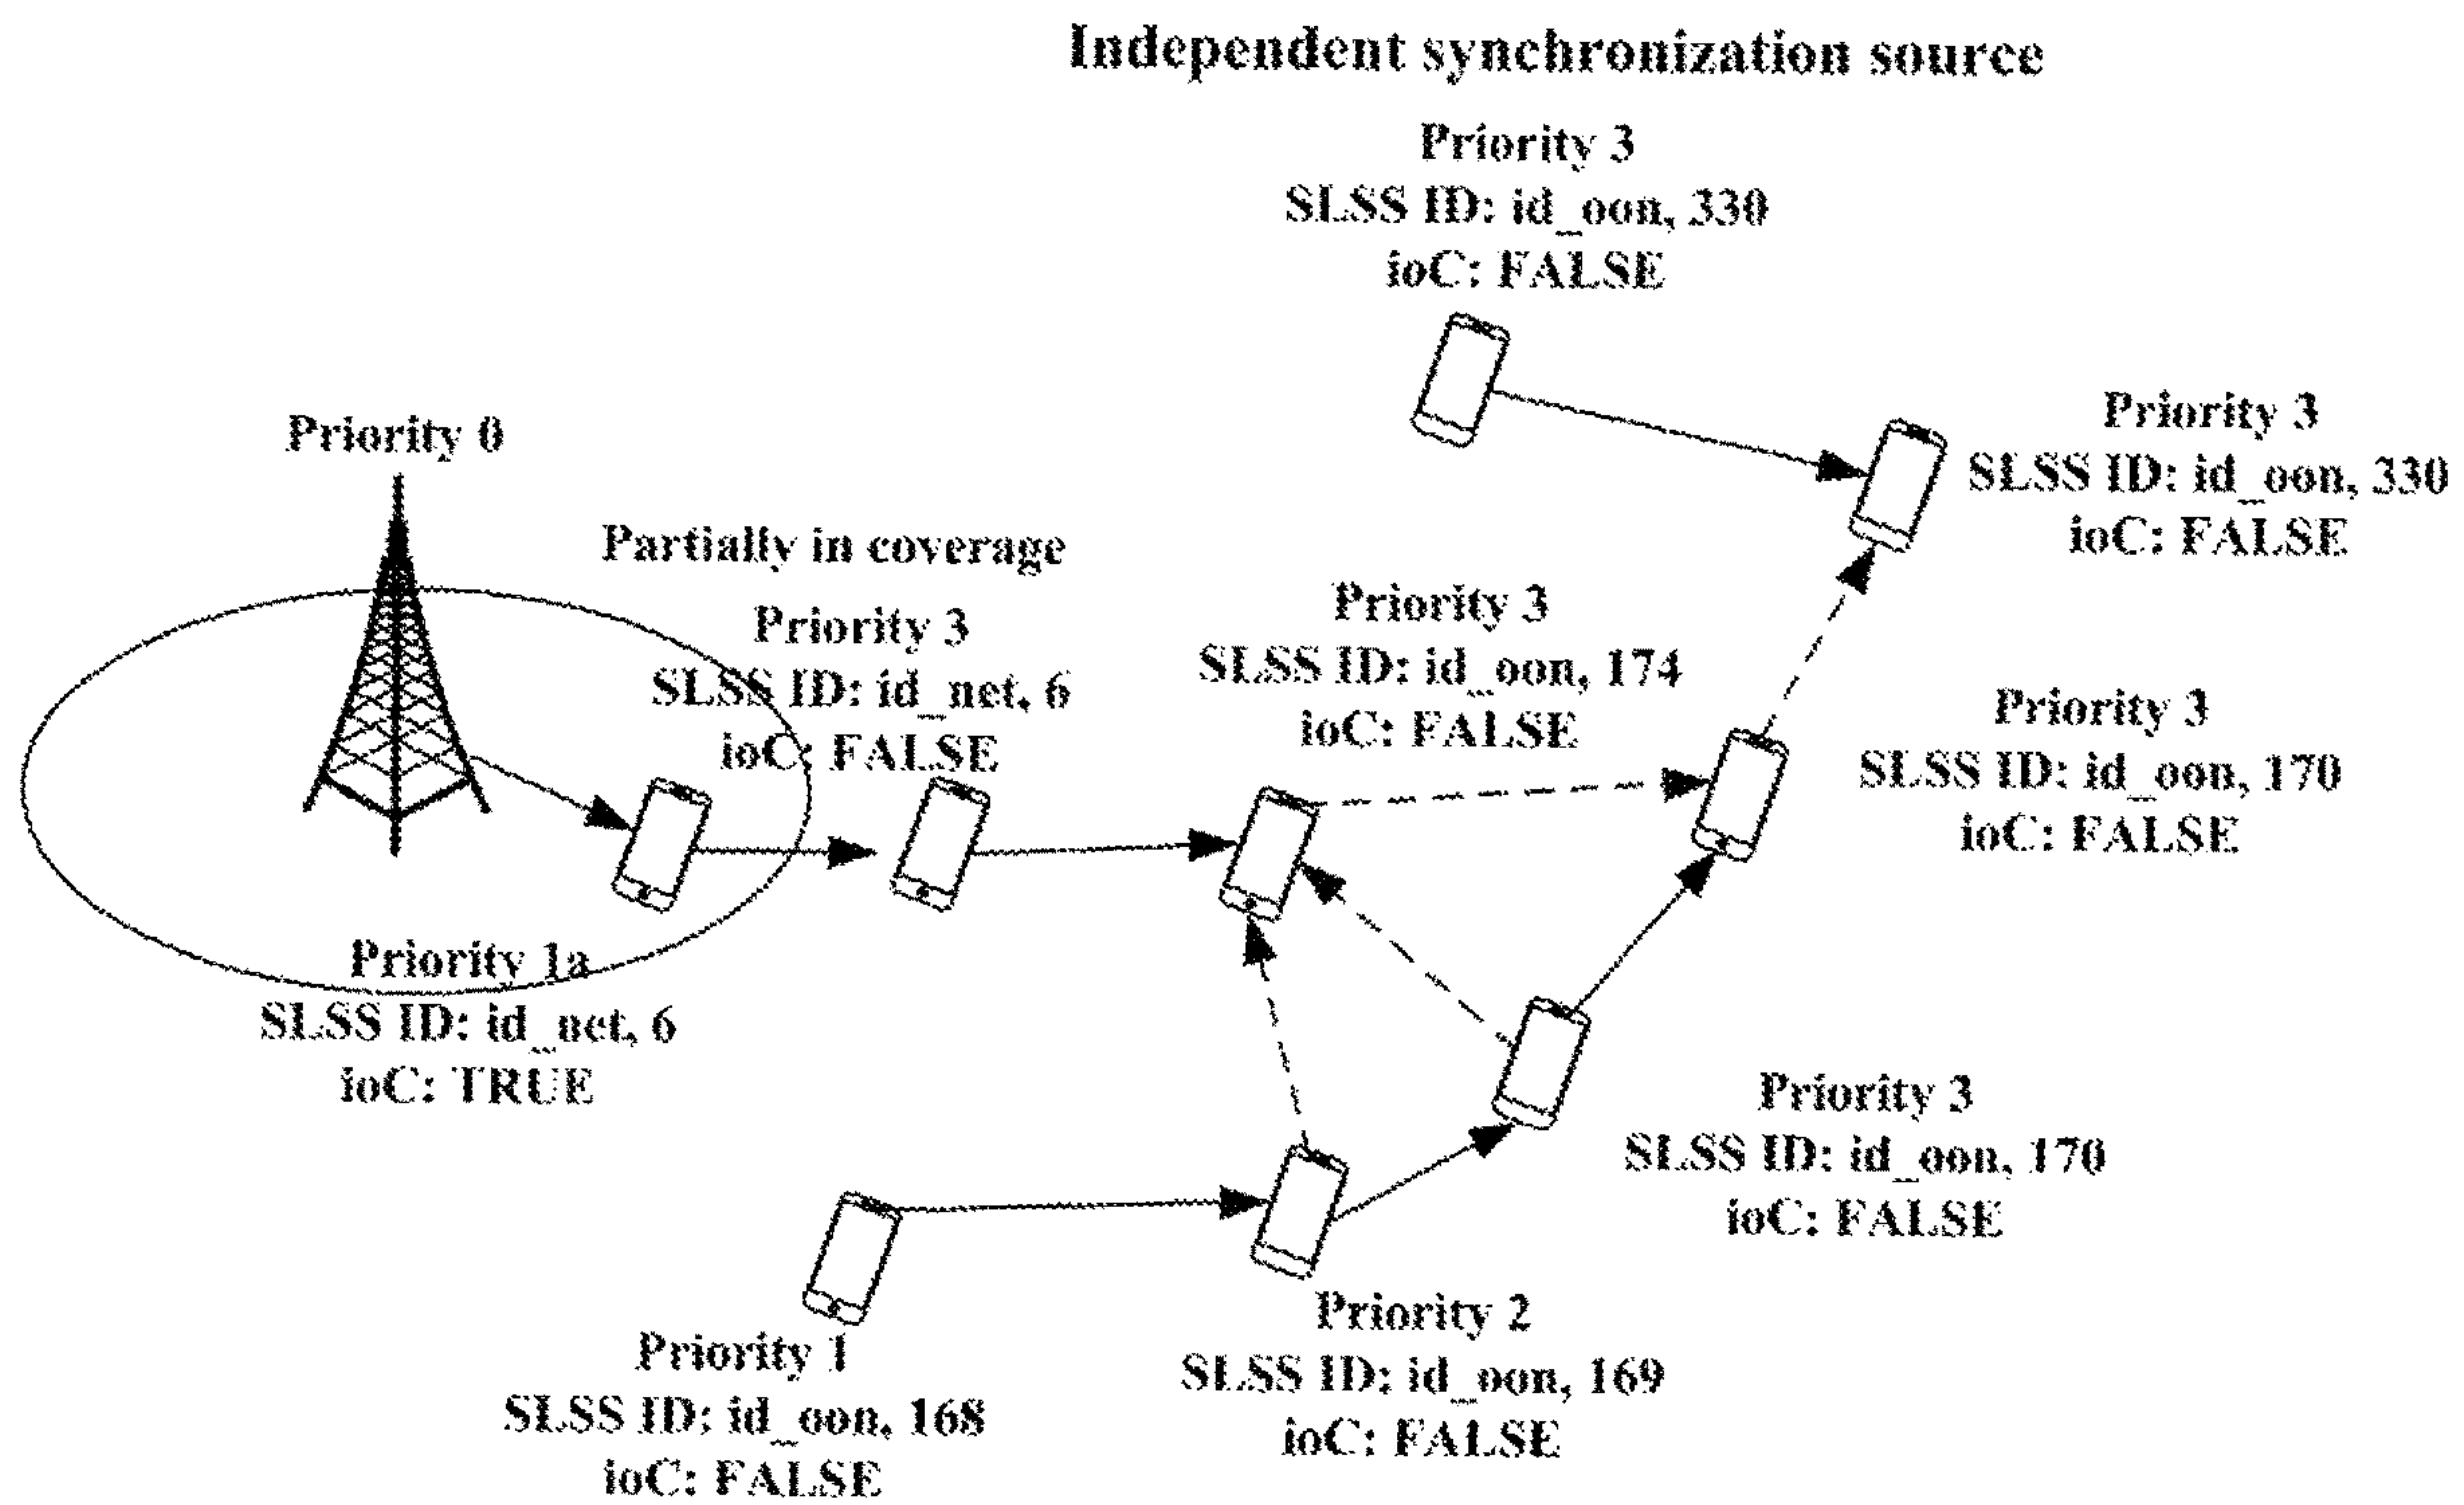 Independent synchronization source
Priority 3
SLSS ID: id_oon, 330
ioC: FALSE
Priority 3
SLSS ID: id_oon, 330
ioC: FALSE
Priority 0
Partially in coverage
Priority 3
SLSS ID: id_net, 6
ioC: FALSE
Priority 3
SLSS ID: id_oon, 174
ioC: FALSE
Priority 3
SLSS ID: id_oon, 170
ioC: FALSE
Priority 1a
SLSS ID: id_net, 6
ioC: TRUE
Priority 3
SLSS ID: id_oon, 170
ioC: FALSE
Priority 2
SLSS ID: id_oon, 169
ioC: FALSE
Priority 1
SLSS ID: id_oon, 168
ioC: FALSE